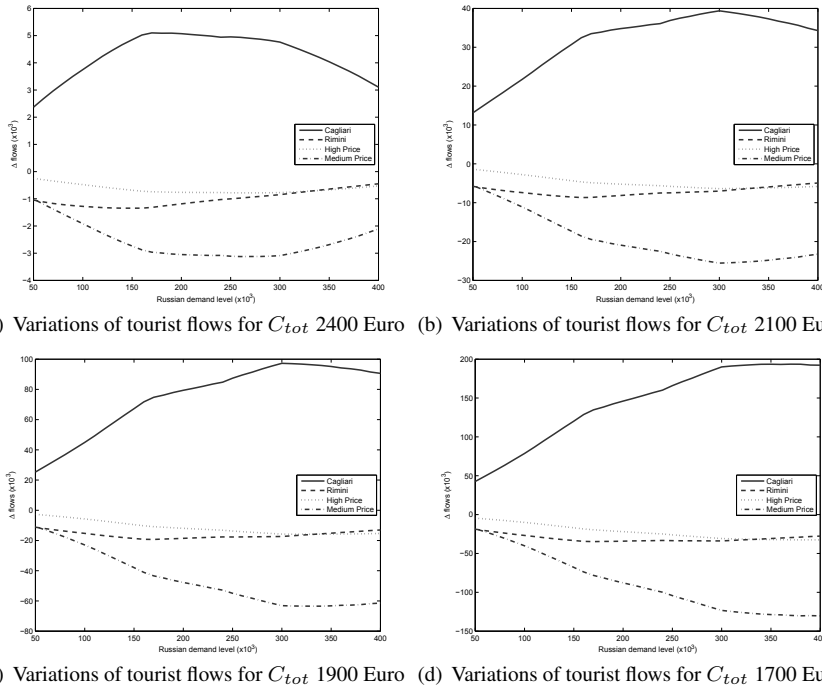 6
5
4
3
2
1
0
−1
−2
−3
−4
50 100 150 200 250 300 350 400
Δ flows (x10³)
Russian demand level (x10³)
Cagliari
Rimini
High Price
Medium Price
) Variations of tourist flows for C_tot 2400 Euro
40
30
20
10
0
−10
−20
−30
50 100 150 200 250 300 350 400
Δ flows (x10³)
Russian demand level (x10³)
Cagliari
Rimini
High Price
Medium Price
(b) Variations of tourist flows for C_tot 2100 Eu
100
80
60
40
20
0
−20
−40
−60
−80
50 100 150 200 250 300 350 400
Δ flows (x10³)
Russian demand level (x10³)
Cagliari
Rimini
High Price
Medium Price
) Variations of tourist flows for C_tot 1900 Euro
200
150
100
50
0
−50
−100
−150
50 100 150 200 250 300 350 400
Δ flows (x10³)
Russian demand level (x10³)
Cagliari
Rimini
High Price
Medium Price
(d) Variations of tourist flows for C_tot 1700 Eu